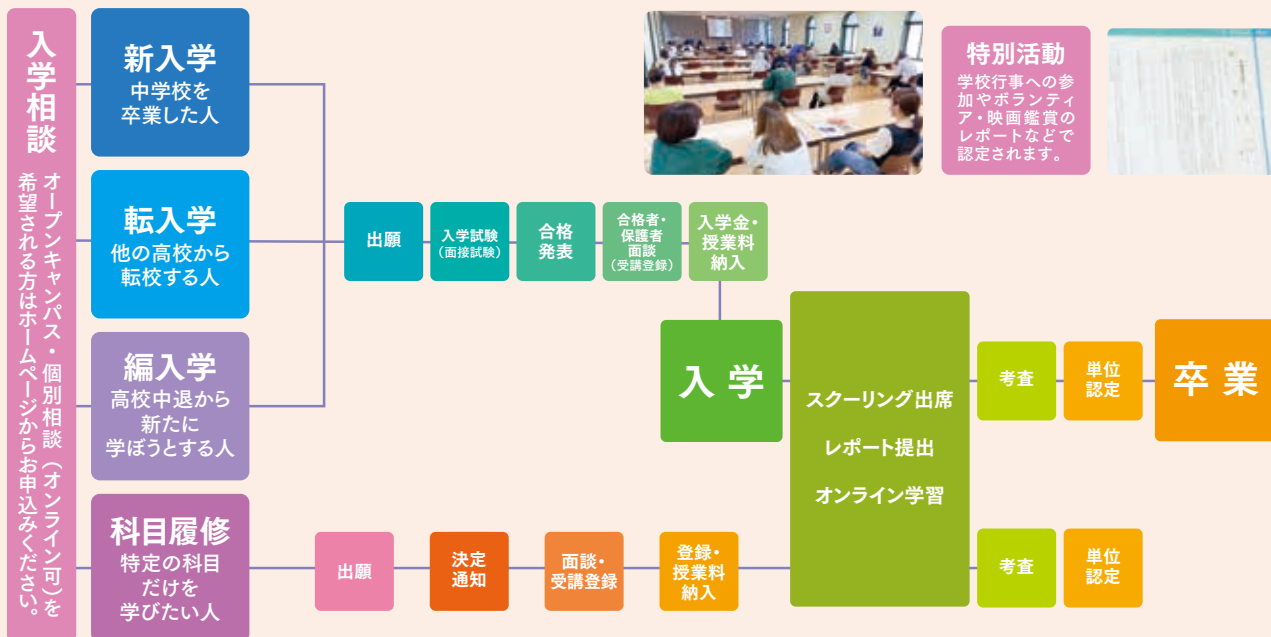 入学相談
オープンキャンパス・個別相談（オンライン可）を
希望される方はホームページからお申込みください。
新入学
中学校を
卒業した人
転入学
他の高校から
転校する人
編入学
高校中退から
新たに
学ぼうとする人
科目履修
特定の科目
だけを
学びたい人
出願
入学試験
（面接試験）
合格
発表
合格者・
保護者
面談
（受講登録）
入学金・
授業料
納入
出願
決定
通知
面談・
受講登録
登録・
授業料
納入
特別活動
学校行事への参
加やボランティ
ア・映画鑑賞の
レポートなどで
認定されます。
入学
スクーリング出席
レポート提出
オンライン学習
考査
単位
認定
卒業
考査
単位
認定